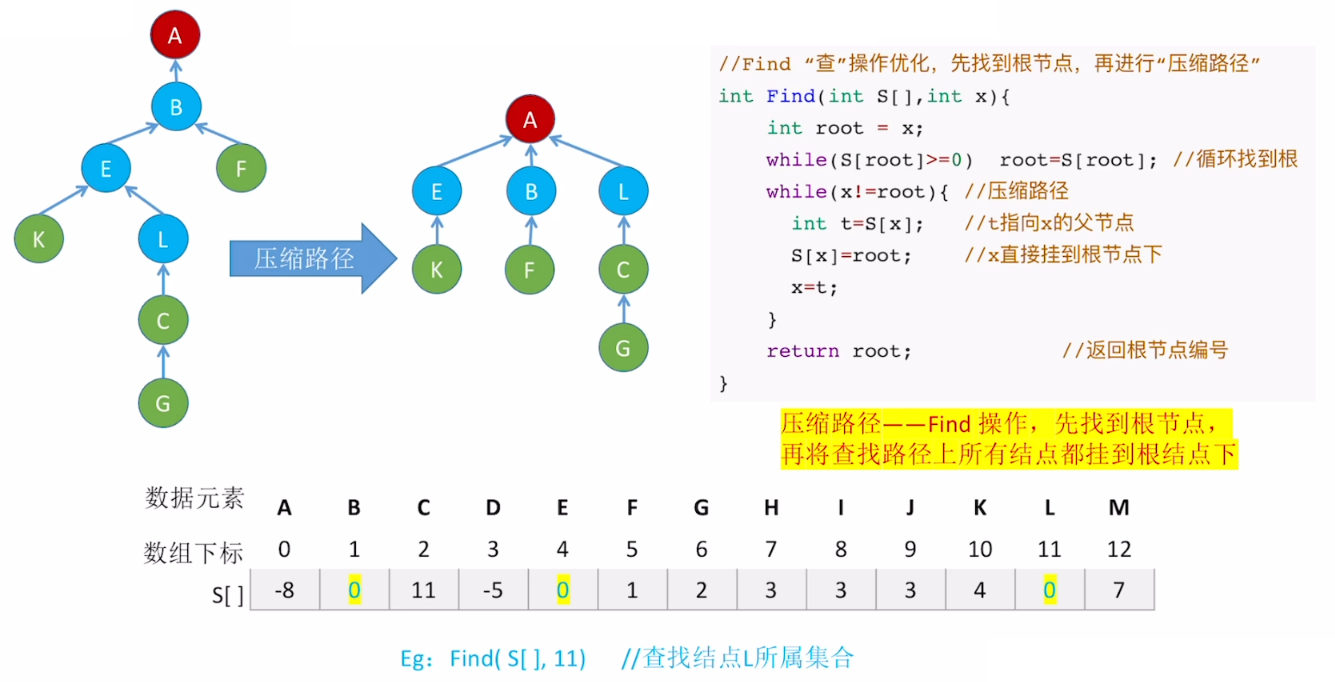 A
B
E
F
K
L
C
G
压缩路径
A
E
B
L
K
F
C
G
//Find “查”操作优化，先找到根节点，再进行“压缩路径”
int Find(int S[],int x){
int root = x;
while(S[root]>=0) root=S[root]; //循环找到根
while(x!=root){ //压缩路径
int t=S[x]; //t指向x的父节点
S[x]=root; //x直接挂到根节点下
x=t;
}
return root; //返回根节点编号
}
压缩路径——Find 操作，先找到根节点，
再将查找路径上所有结点都挂到根结点下
数据元素 A B C D E F G H I J K L M
数组下标 0 1 2 3 4 5 6 7 8 9 10 11 12
S[ ] -8 0 11 -5 0 1 2 3 3 3 4 0 7
Eg：Find( S[ ], 11) //查找结点L所属集合